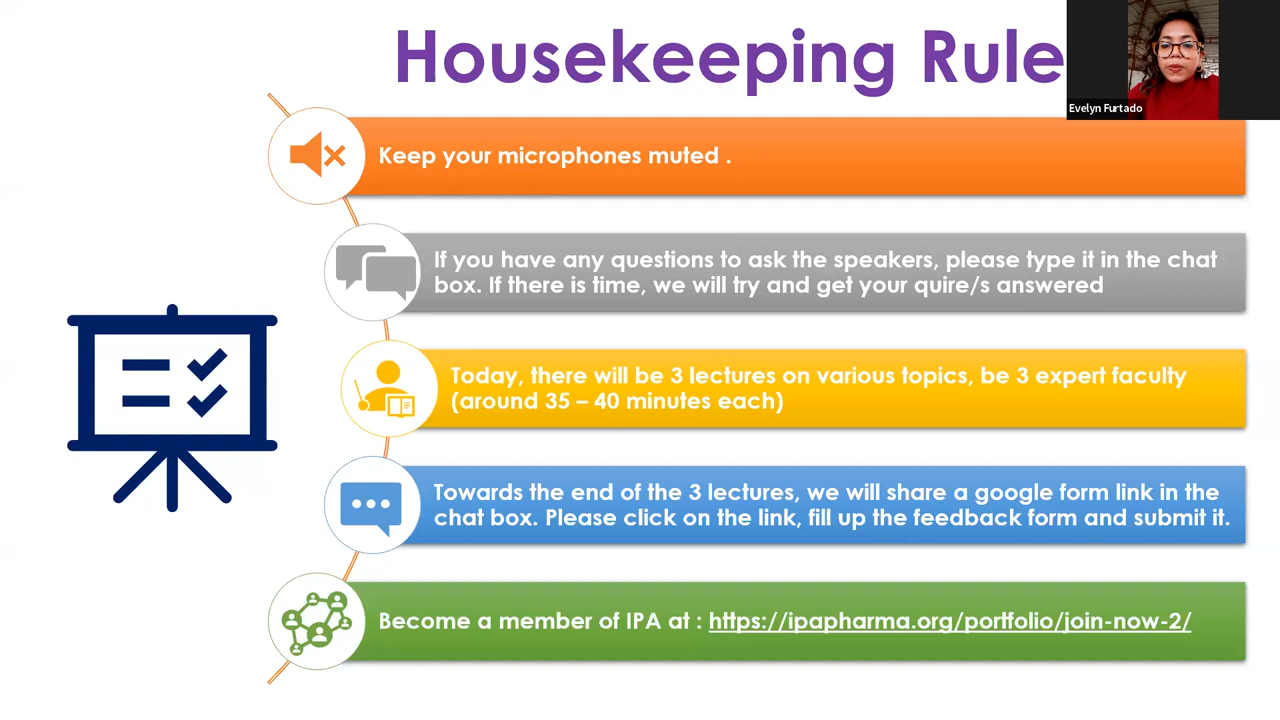 Housekeeping Rule
Evelyn Furtado
Keep your microphones muted .
If you have any questions to ask the speakers, please type it in the chat
box. If there is time, we will try and get your quire/s answered
Today, there will be 3 lectures on various topics, be 3 expert faculty
(around 35 – 40 minutes each)
Towards the end of the 3 lectures, we will share a google form link in the
chat box. Please click on the link, fill up the feedback form and submit it.
Become a member of IPA at : https://ipapharma.org/portfolio/join-now-2/